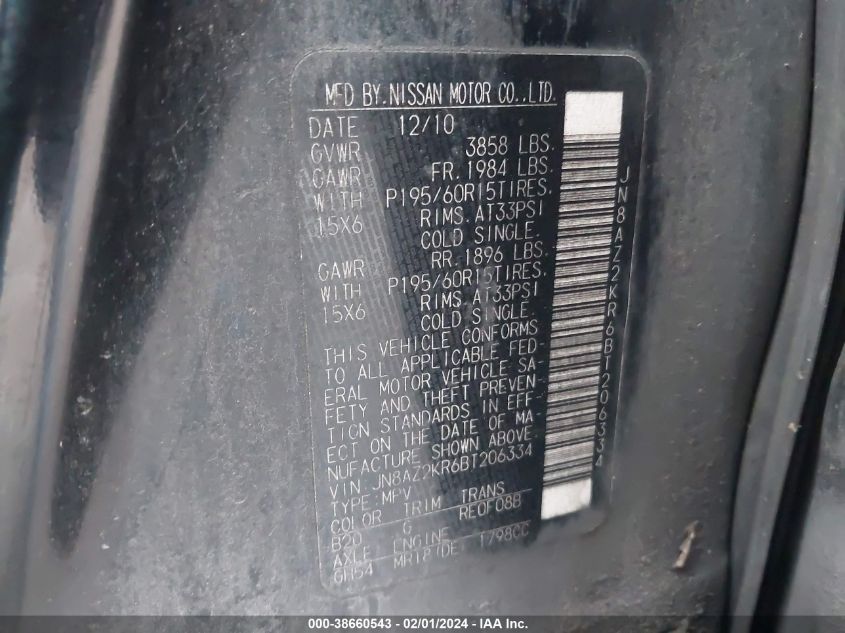 MFD BY.NISSAN MOTOR CO.,LTD.
DATE 12/10
GVWR 3858 LBS.
GAWR FR.1984 LBS.
WITH P195/60R15TIRES.
15X6 RIMS.AT33PSI
COLD SINGLE.
GAWR RR.1896 LBS.
WITH P195/60R15TIRES.
15X6 RIMS.AT33PSI
COLD SINGLE.
THIS VEHICLE CONFORMS
TO ALL APPLICABLE FED-
ERAL MOTOR VEHICLE SA-
FETY AND THEFT PREVEN-
TION STANDARDS IN EFF-
ECT ON THE DATE OF MA-
NUFACTURE SHOWN ABOVE.
VIN:JN8AZ2KR6BT206334
TYPE:MPV
COLOR TRIM TRANS
B20 G RE0F08B
AXLE ENGINE
GH54 MR18(DE) 1798CC
JN8AZ2KR6BT206334
000-38660543 - 02/01/2024 - IAA Inc.